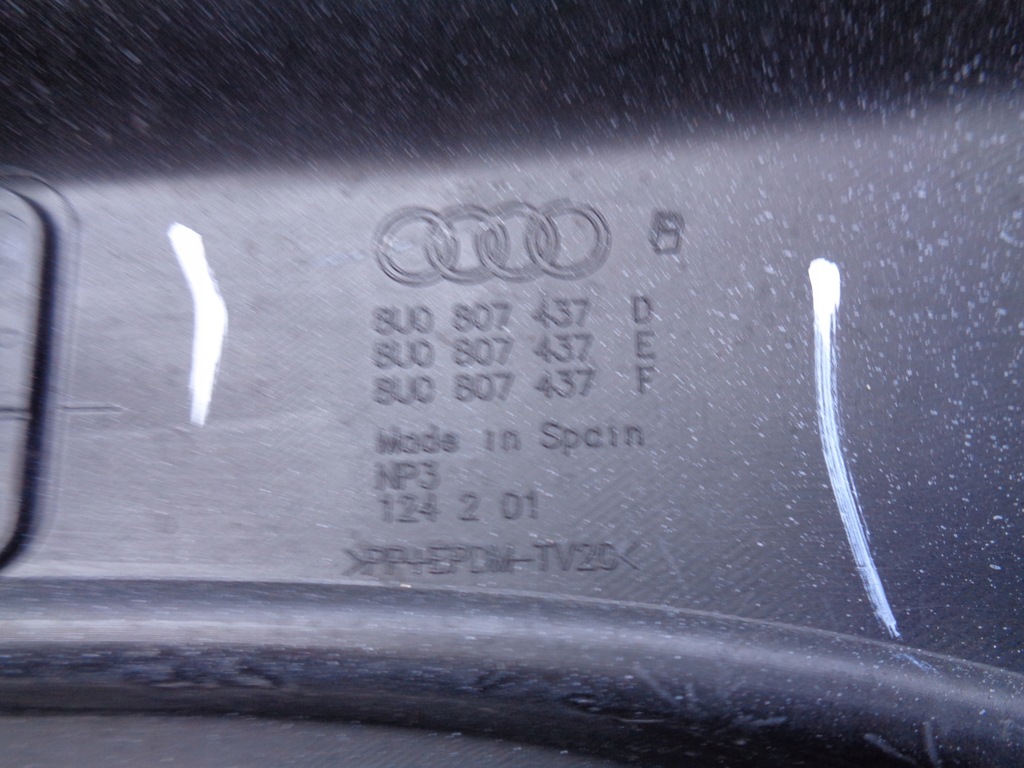 8U0 807 437 D
8U0 807 437 E
8U0 807 437 F
Made in Spain
NP3
124 2 01
>PP+EPDM-TV20<